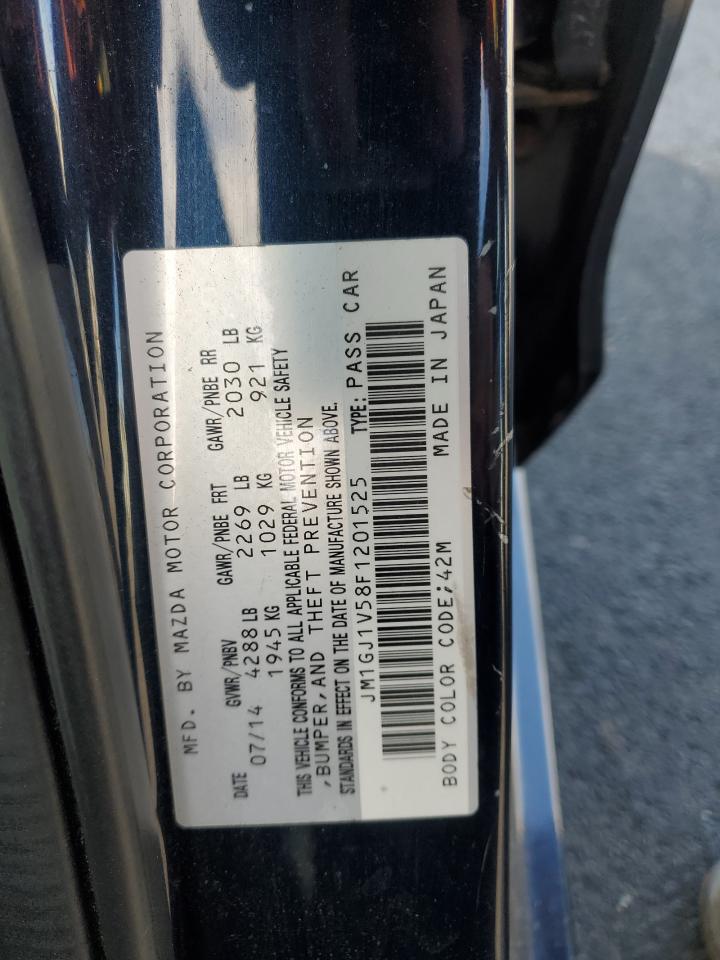 MFD. BY MAZDA MOTOR CORPORATION
DATE GVWR/PNBV GAWR/PNBE FRT GAWR/PNBE RR
07/14 4288 LB 2269 LB 2030 LB
1945 KG 1029 KG 921 KG
THIS VEHICLE CONFORMS TO ALL APPLICABLE FEDERAL MOTOR VEHICLE SAFETY
,BUMPER,AND THEFT PREVENTION
STANDARDS IN EFFECT ON THE DATE OF MANUFACTURE SHOWN ABOVE.
JM1GJ1V58F1201525 TYPE: PASS CAR
BODY COLOR CODE;42M MADE IN JAPAN